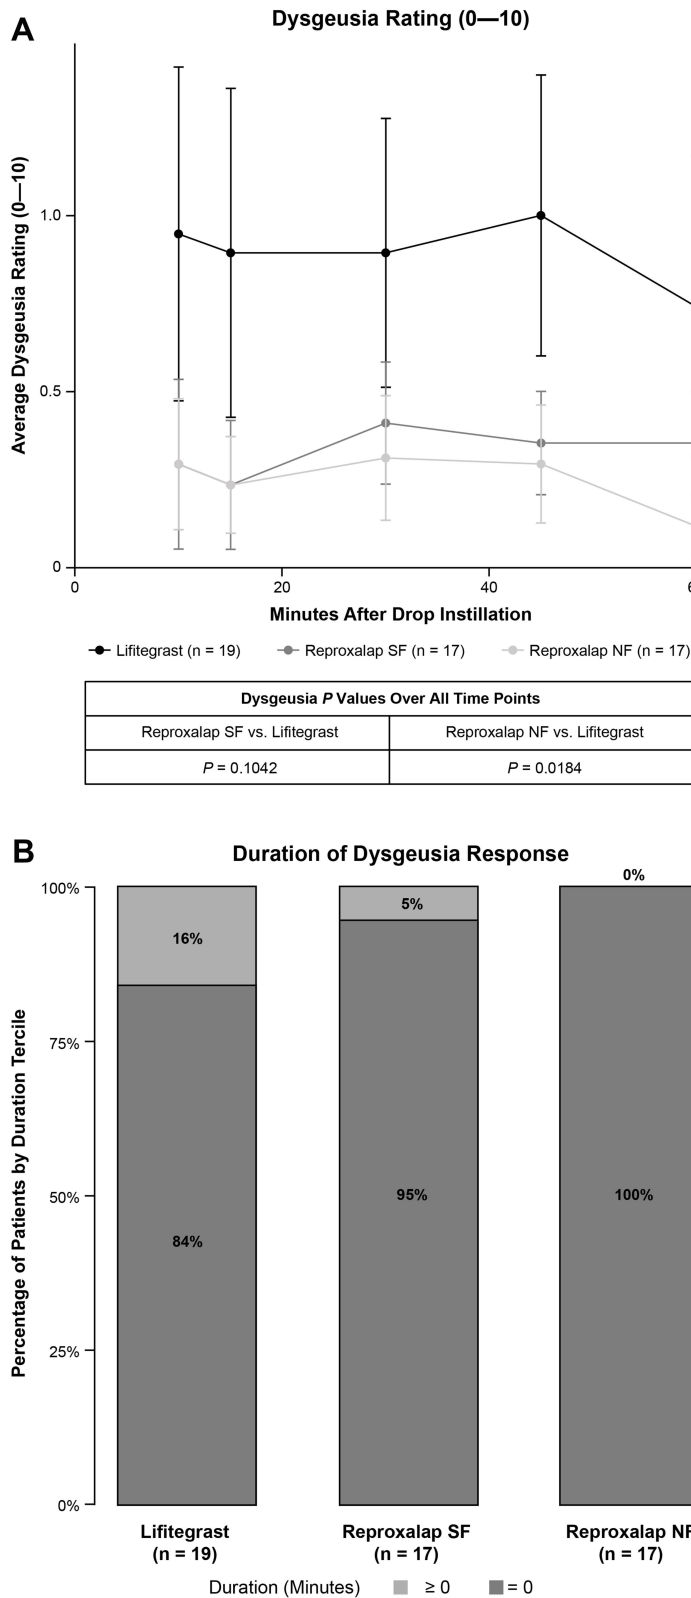 A
Dysgeusia Rating (0—10)
Average Dysgeusia Rating (0—10)
1.0
0.5
0
0 20 40 6
Minutes After Drop Instillation
Lifitegrast (n = 19) Reproxalap SF (n = 17) Reproxalap NF (n = 17)
Dysgeusia P Values Over All Time Points
Reproxalap SF vs. Lifitegrast Reproxalap NF vs. Lifitegrast
P = 0.1042 P = 0.0184
B
Duration of Dysgeusia Response
Percentage of Patients by Duration Tercile
100%
75%
50%
25%
0%
16% 5% 0%
84% 95% 100%
Lifitegrast Reproxalap SF Reproxalap NF
(n = 19) (n = 17) (n = 17)
Duration (Minutes) ≥ 0 = 0